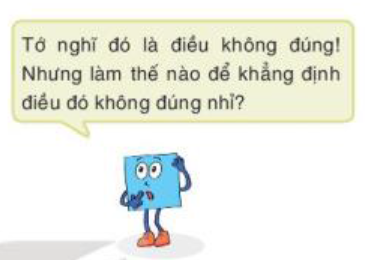 Tớ nghĩ đó là điều không đúng!
Nhưng làm thế nào để khẳng định
điều đó không đúng nhỉ?